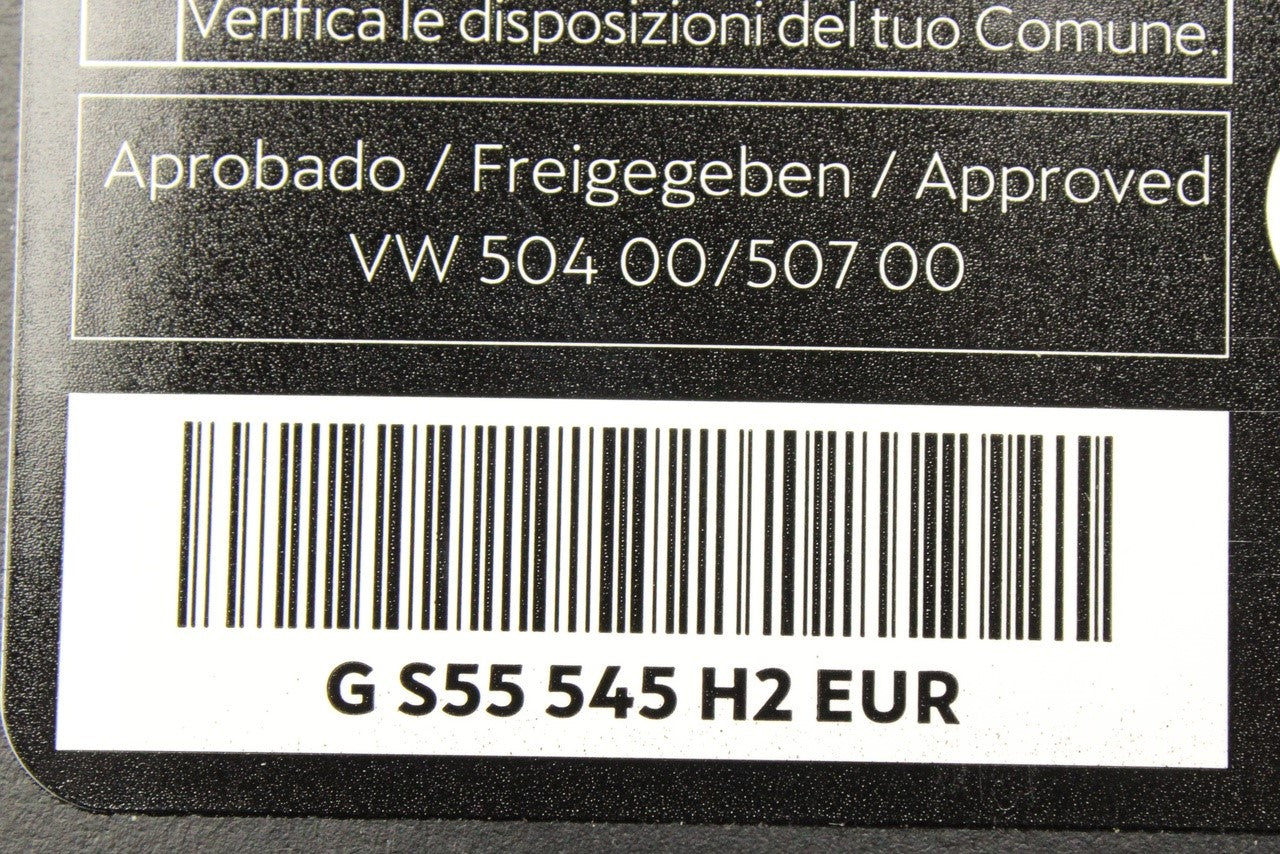 Verifica le disposizioni del tuo Comune.
Aprobado / Freigegeben / Approved
VW 504 00/507 00
G S55 545 H2 EUR